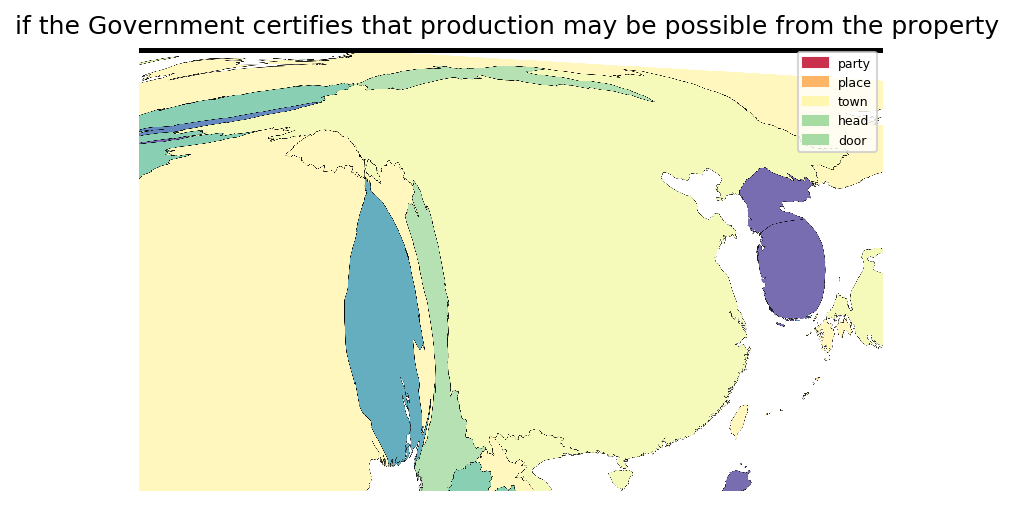 if the Government certifies that production may be possible from the property
party
place
town
head
door